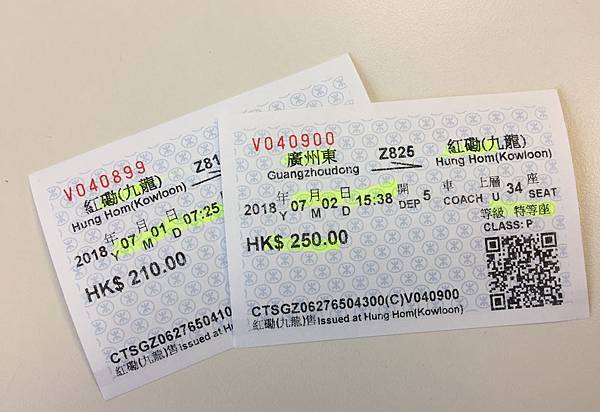 V040899
紅磡(九龍)
Hung Hom(Kowloon)
Z81
2018 年 07 月 01 日 07:25
Y M D
HK$ 210.00
CTSGZ0627650410
紅磡(九龍)售 Issued at Hu
V040900
廣州東 Z825 紅磡(九龍)
Guangzhoudong Hung Hom(Kowloon)
2018 年 07 月 02 日 15:38 開 5 車 上層 34 座
Y M D DEP COACH U SEAT
HK$ 250.00
等級 特等座
CLASS: P
CTSGZ06276504300(C)V040900
紅磡(九龍)售 Issued at Hung Hom(Kowloon)